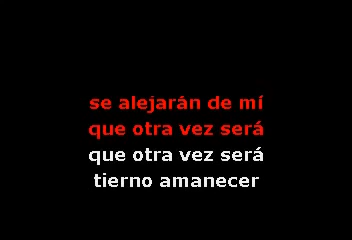 se alejarán de mí
que otra vez será
que otra vez será
tierno amanecer